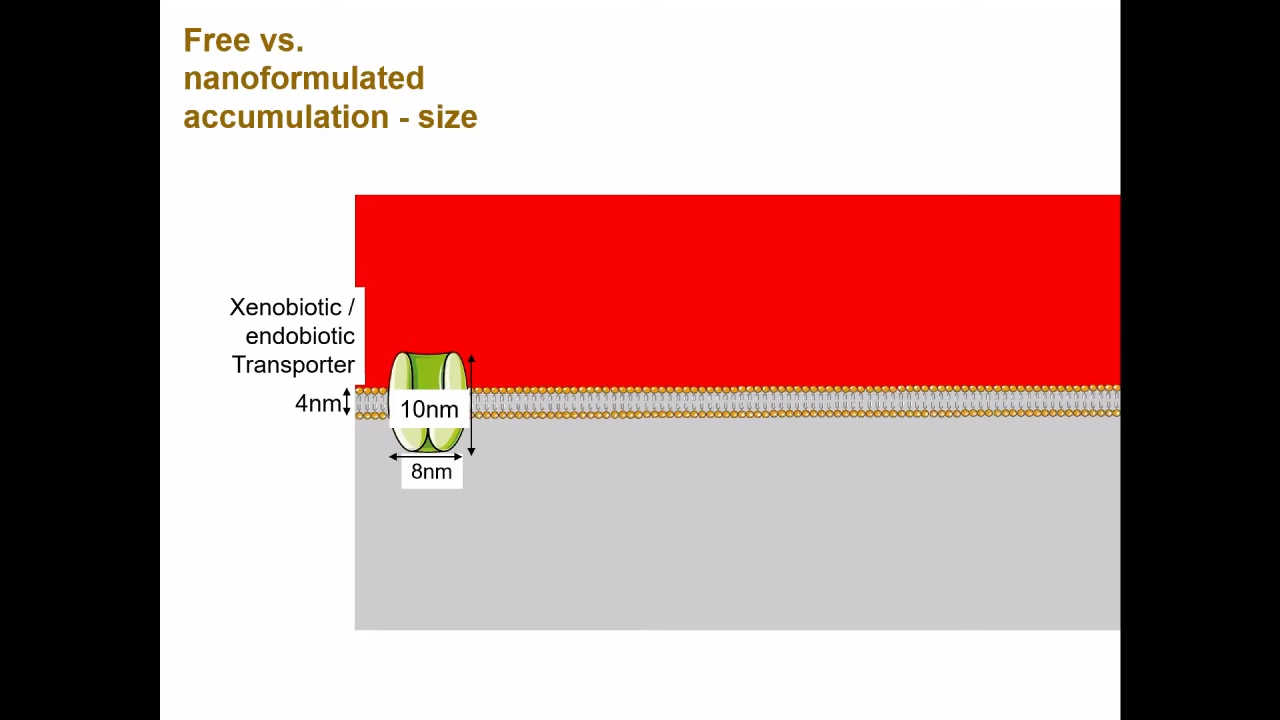 Free vs.
nanoformulated
accumulation - size
Xenobiotic /
endobiotic
Transporter
4nm
10nm
8nm